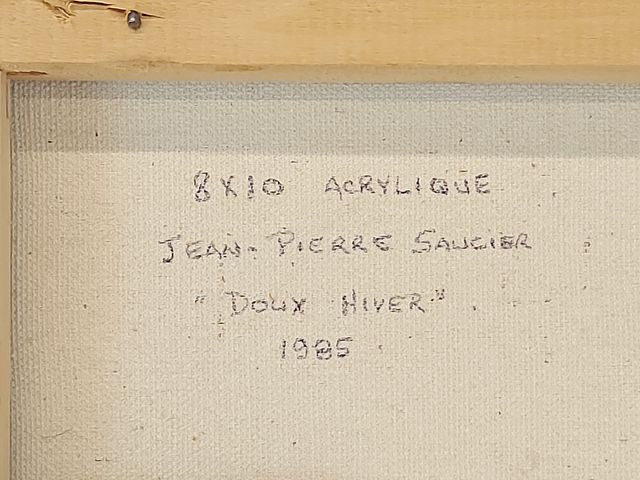 8X10 ACRYLIQUE
JEAN-PIERRE SAUCIER
"DOUX HIVER"
1985